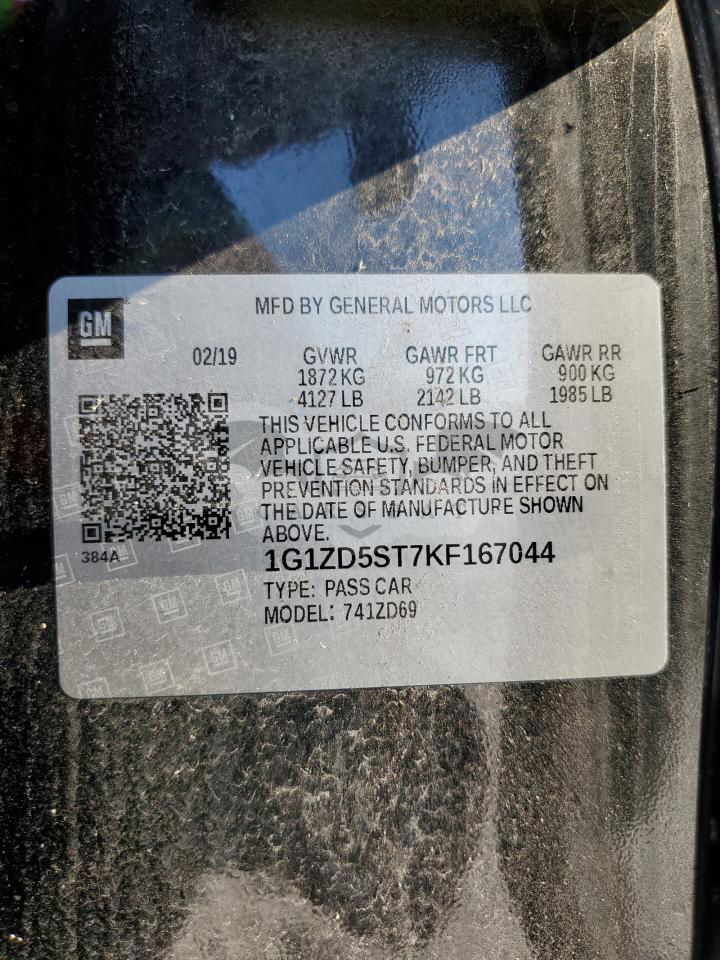 GM
MFD BY GENERAL MOTORS LLC
02/19 GVWR GAWR FRT GAWR RR
1872 KG 972 KG 900 KG
4127 LB 2142 LB 1985 LB
THIS VEHICLE CONFORMS TO ALL
APPLICABLE U.S. FEDERAL MOTOR
VEHICLE SAFETY, BUMPER, AND THEFT
PREVENTION STANDARDS IN EFFECT ON
THE DATE OF MANUFACTURE SHOWN
ABOVE.
384A
1G1ZD5ST7KF167044
TYPE: PASS CAR
MODEL: 741ZD69